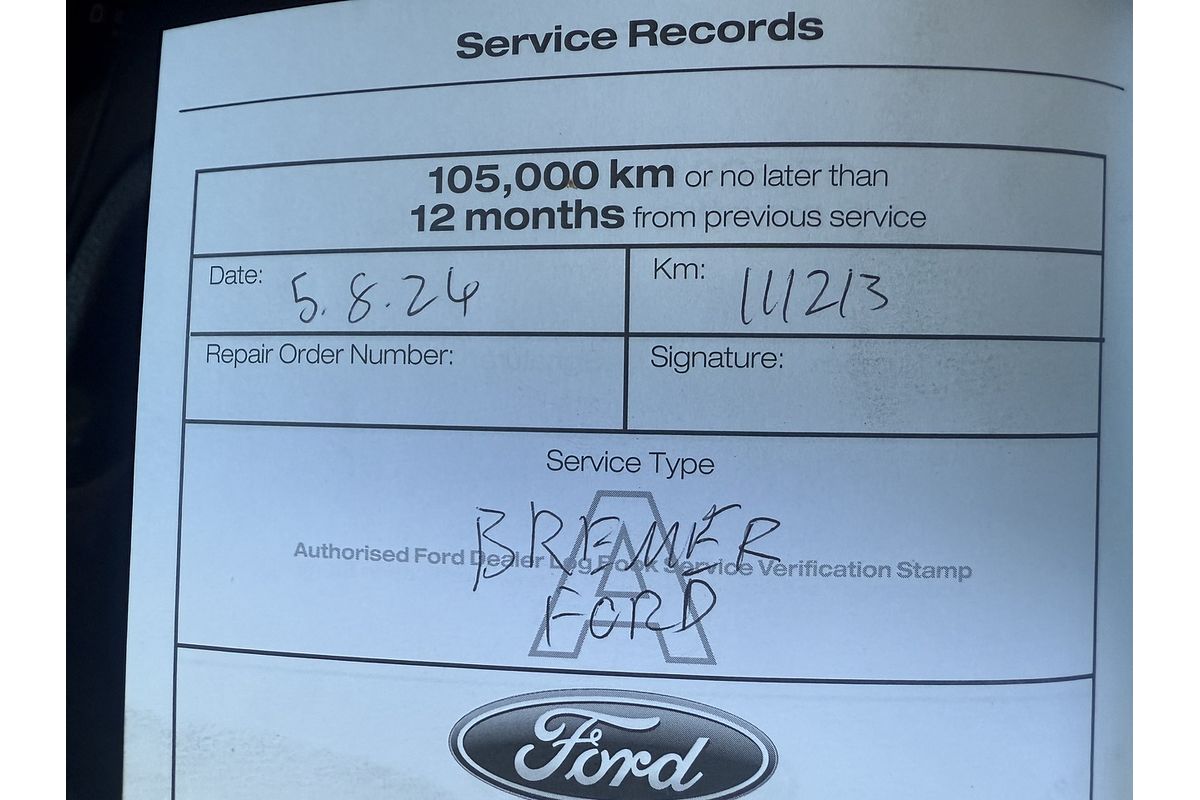 Service Records
105,000 km or no later than
12 months from previous service
Date: 5.8.24
Km: 111213
Repair Order Number:
Signature:
Service Type
A
BREMER
Authorised Ford Dealer Log Book Service Verification Stamp
FORD
Ford